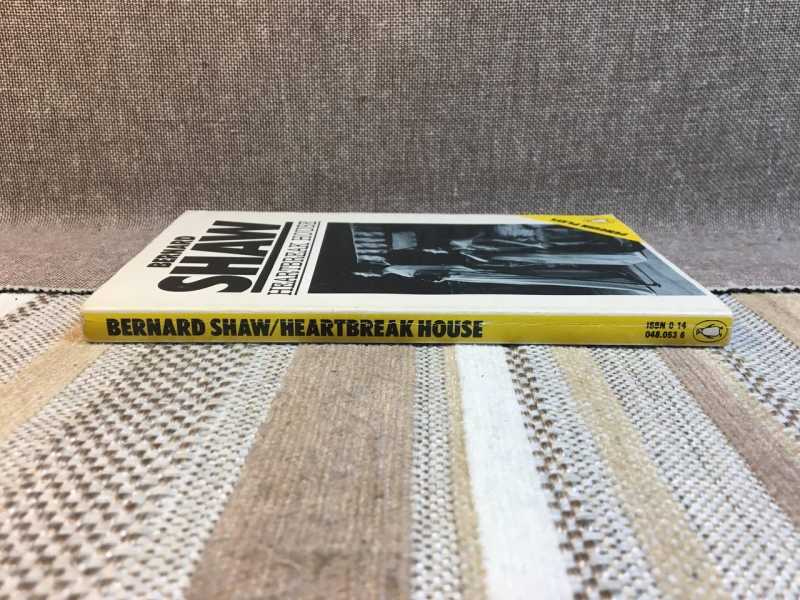 BERNARD
SHAW
HEARTBREAK HOUSE
BERNARD SHAW/HEARTBREAK HOUSE
ISBN 0 14
048.053 6